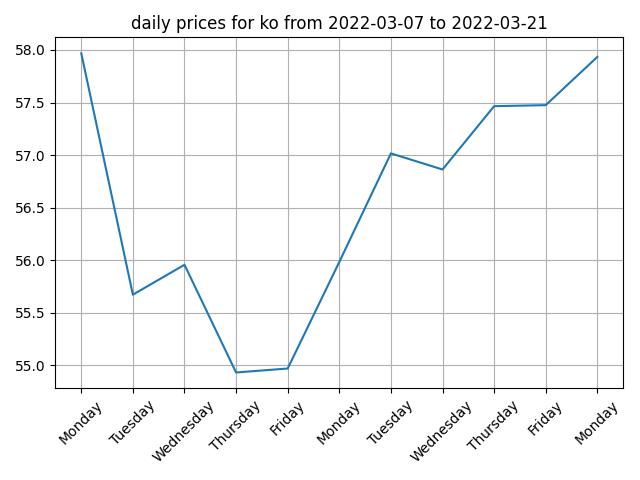 daily prices for ko from 2022-03-07 to 2022-03-21
58.0
57.5
57.0
56.5
56.0
55.5
55.0
Monday
Tuesday
Wednesday
Thursday
Friday
Monday
Tuesday
Wednesday
Thursday
Friday
Monday